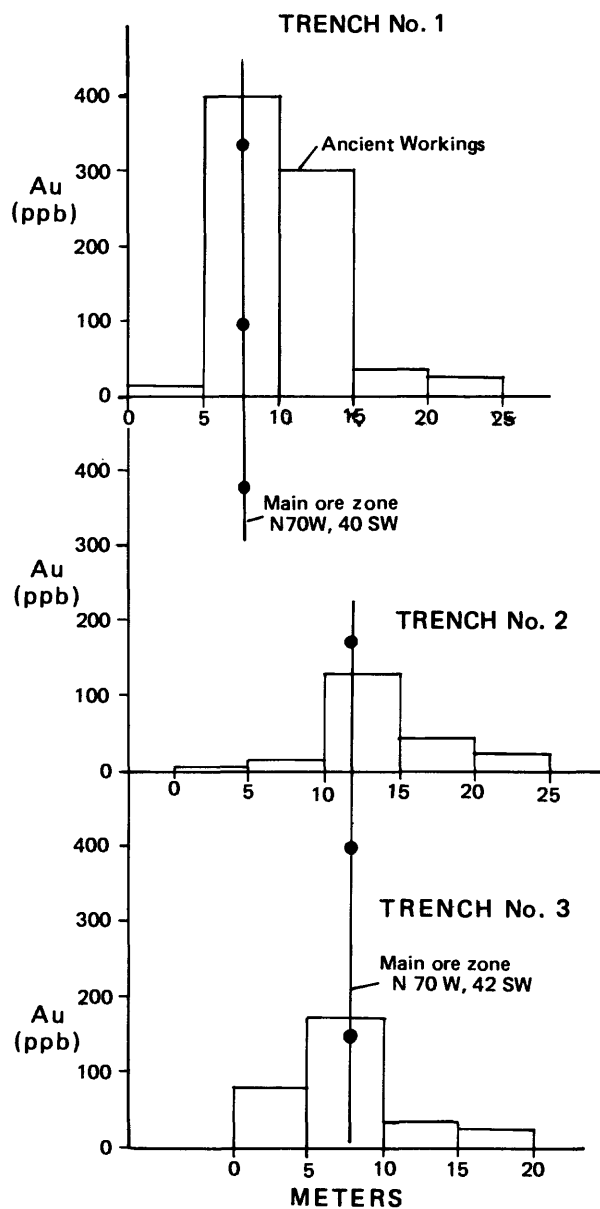 TRENCH No. 1
400
Ancient Workings
300
Au
(ppb)
200
100
0
0 5 10 15 20 25
400
Main ore zone
N70W, 40 SW
300
Au
(ppb)
200
TRENCH No. 2
100
0
0 5 10 15 20 25
400
TRENCH No. 3
300
Main ore zone
N 70 W, 42 SW
200
Au
(ppb)
100
0
0 5 10 15 20
METERS